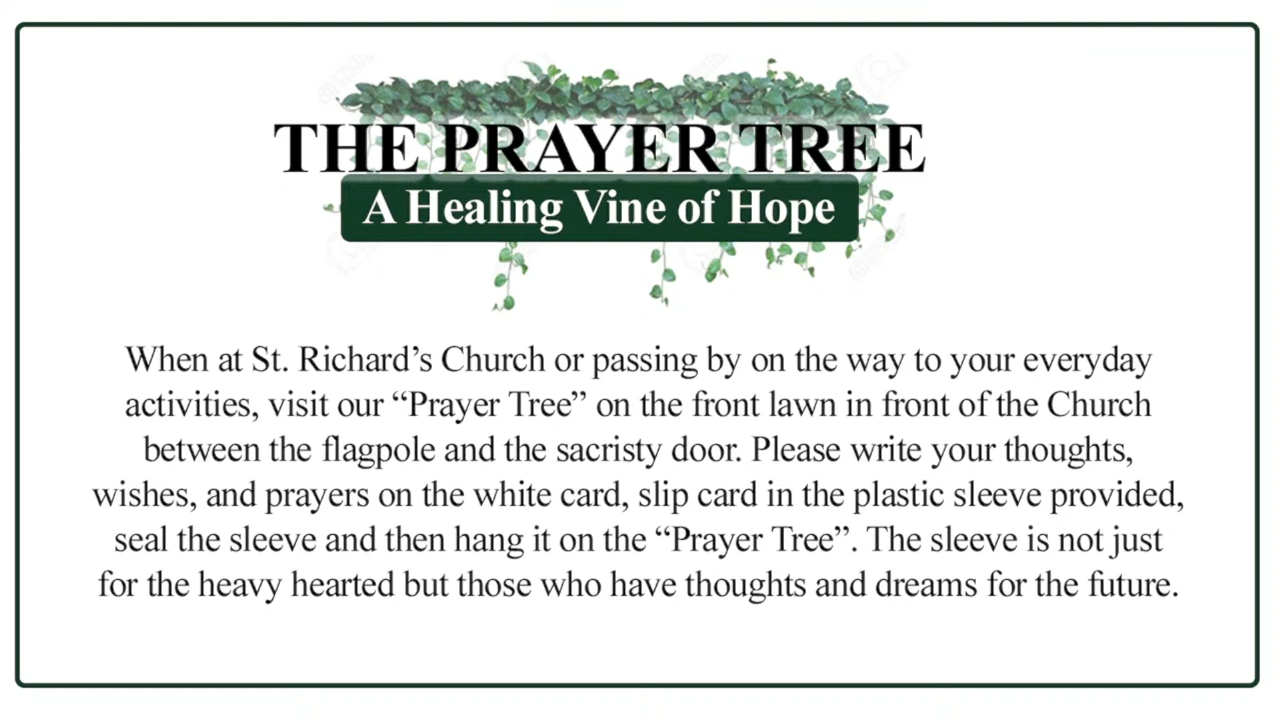 THE PRAYER TREE
A Healing Vine of Hope
When at St. Richard’s Church or passing by on the way to your everyday
activities, visit our “Prayer Tree” on the front lawn in front of the Church
between the flagpole and the sacristy door. Please write your thoughts,
wishes, and prayers on the white card, slip card in the plastic sleeve provided,
seal the sleeve and then hang it on the “Prayer Tree”. The sleeve is not just
for the heavy hearted but those who have thoughts and dreams for the future.